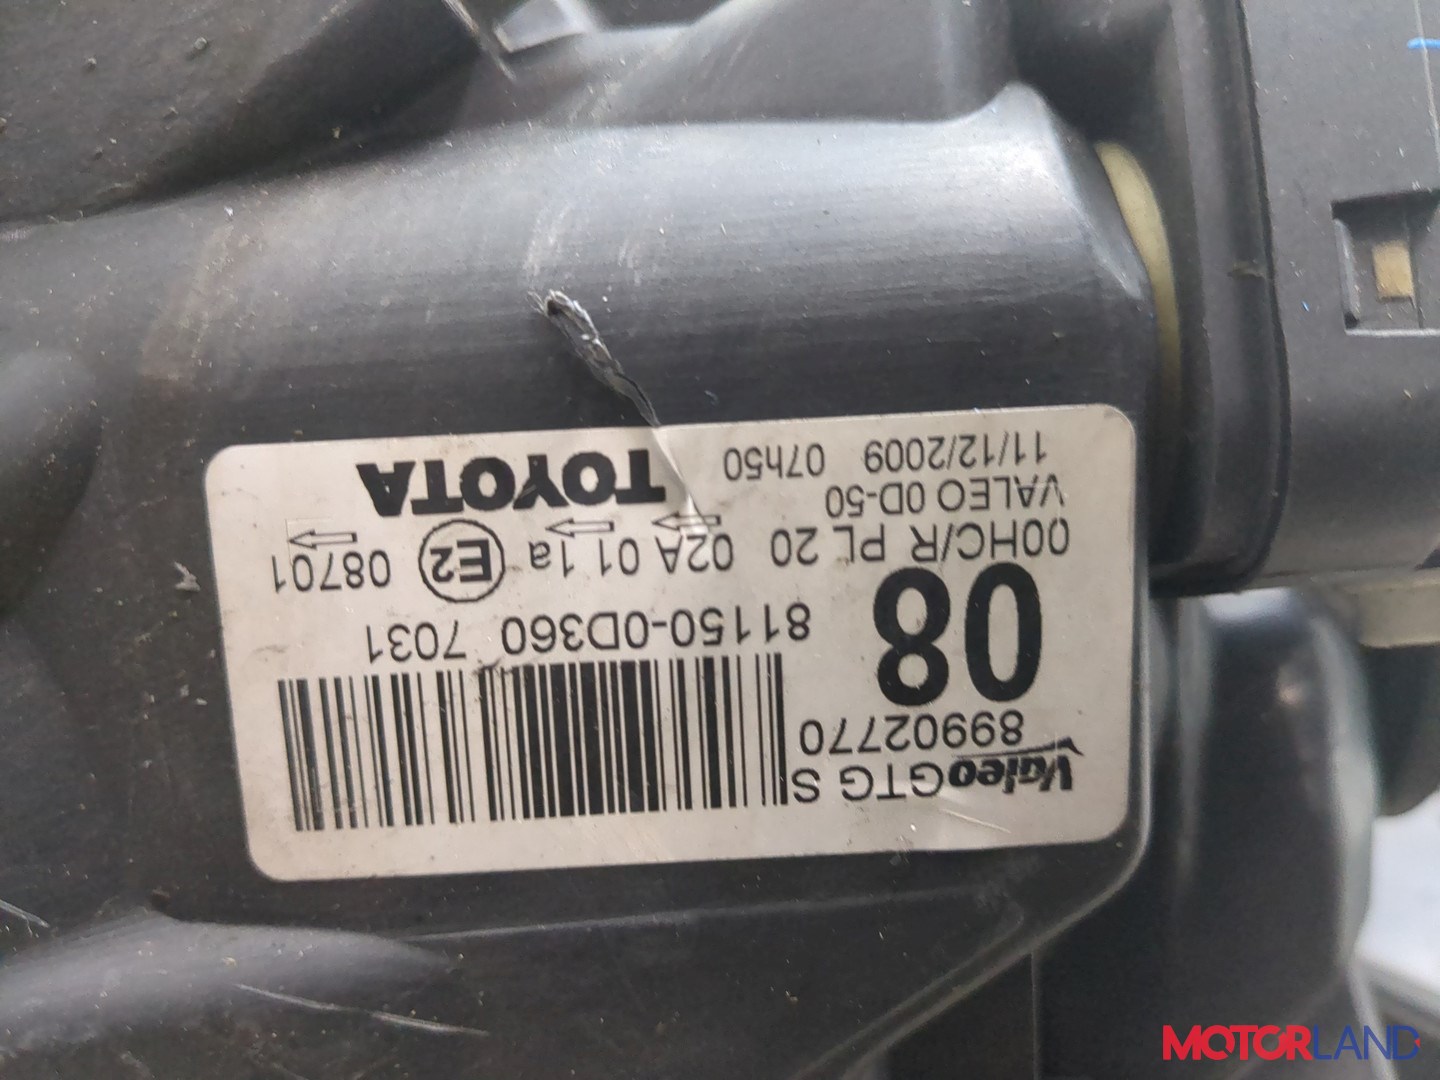 Valeo GTG S
89902770
08
81150-0D360 7031
00HC/R PL 20 02A 01 1a E2 08701
VALEO 0D-50
11/12/2009 07h50
TOYOTA
MOTORLAND